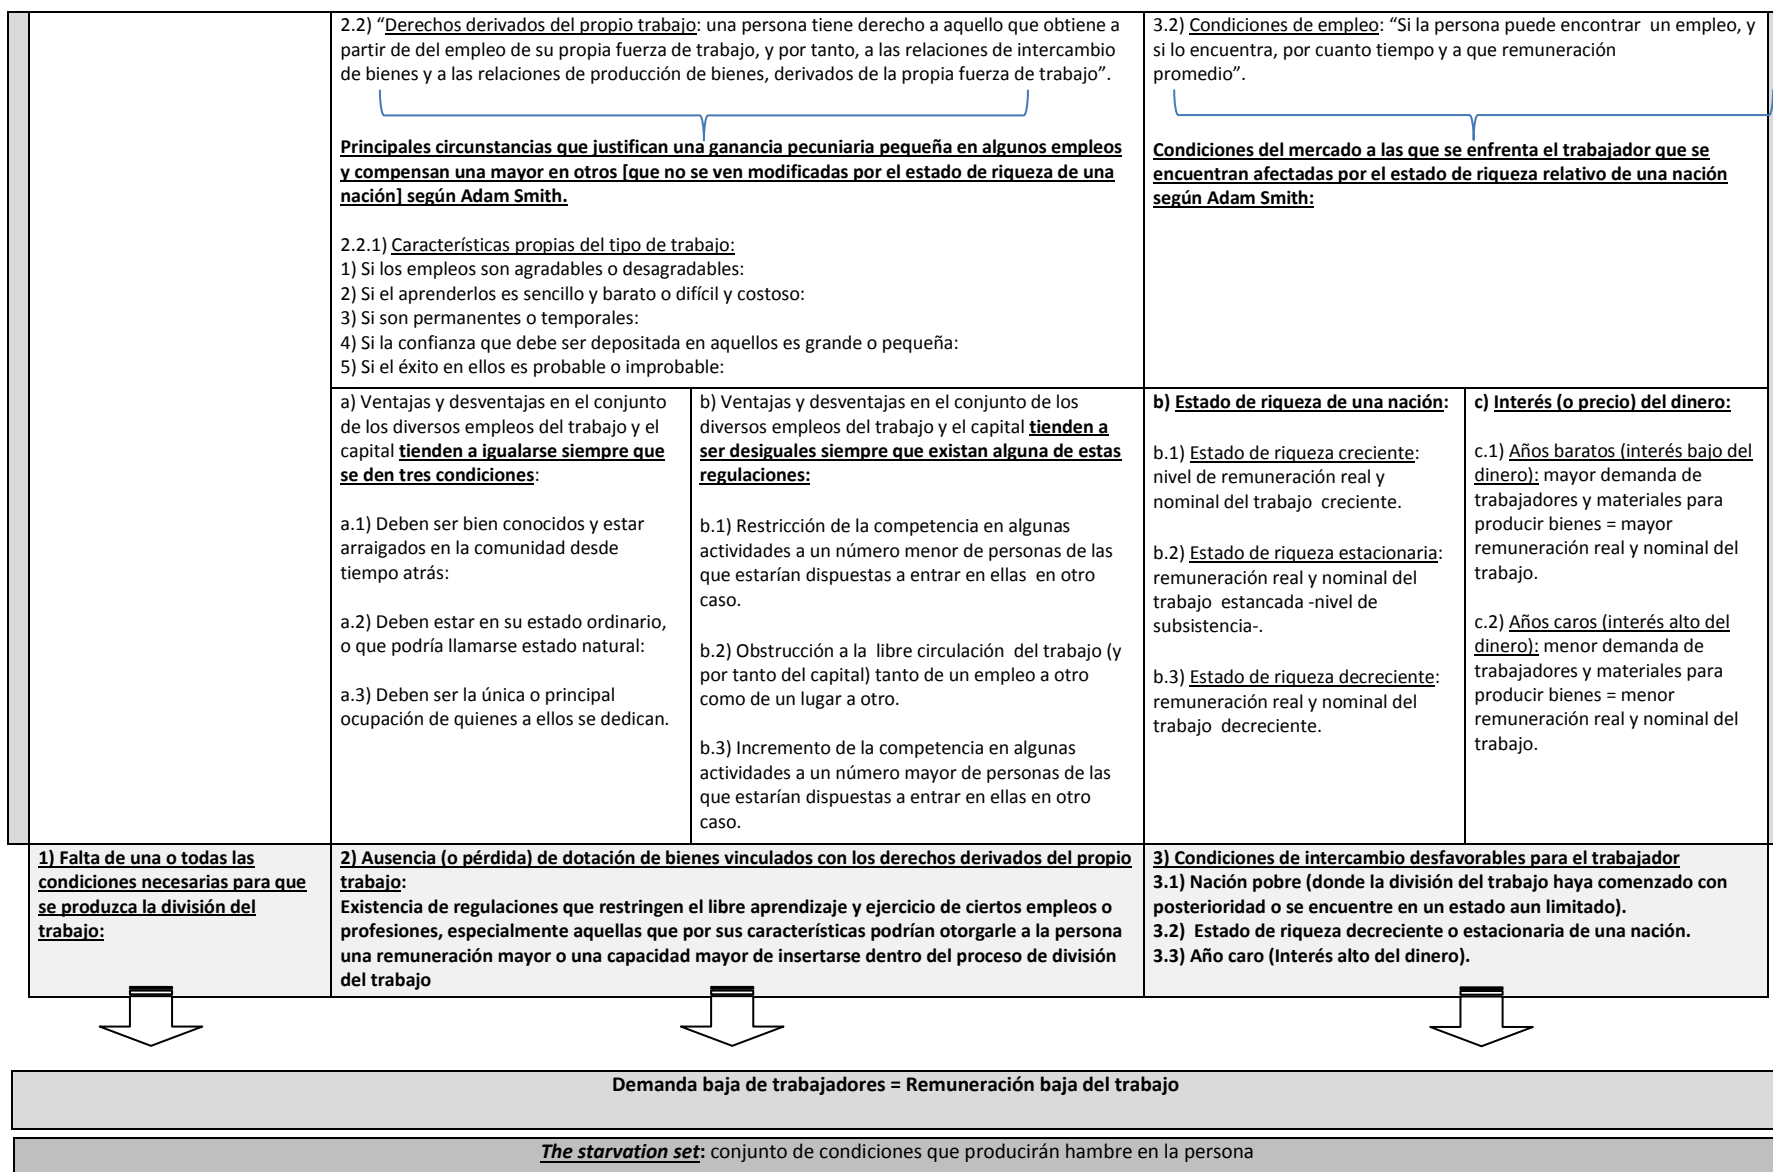 2.2) “Derechos derivados del propio trabajo: una persona tiene derecho a aquello que obtiene a
partir de del empleo de su propia fuerza de trabajo, y por tanto, a las relaciones de intercambio
de bienes y a las relaciones de producción de bienes, derivados de la propia fuerza de trabajo”.
Principales circunstancias que justifican una ganancia pecuniaria pequeña en algunos empleos
y compensan una mayor en otros [que no se ven modificadas por el estado de riqueza de una
nación] según Adam Smith.
2.2.1) Características propias del tipo de trabajo:
1) Si los empleos son agradables o desagradables:
2) Si el aprenderlos es sencillo y barato o difícil y costoso:
3) Si son permanentes o temporales:
4) Si la confianza que debe ser depositada en aquellos es grande o pequeña:
5) Si el éxito en ellos es probable o improbable:
3.2) Condiciones de empleo: “Si la persona puede encontrar un empleo, y
si lo encuentra, por cuanto tiempo y a que remuneración
promedio”.
Condiciones del mercado a las que se enfrenta el trabajador que se
encuentran afectadas por el estado de riqueza relativo de una nación
según Adam Smith:
a) Ventajas y desventajas en el conjunto
de los diversos empleos del trabajo y el
capital tienden a igualarse siempre que
se den tres condiciones:
a.1) Deben ser bien conocidos y estar
arraigados en la comunidad desde
tiempo atrás:
a.2) Deben estar en su estado ordinario,
o que podría llamarse estado natural:
a.3) Deben ser la única o principal
ocupación de quienes a ellos se dedican.
b) Ventajas y desventajas en el conjunto de los
diversos empleos del trabajo y el capital tienden a
ser desiguales siempre que existan alguna de estas
regulaciones:
b.1) Restricción de la competencia en algunas
actividades a un número menor de personas de las
que estarían dispuestas a entrar en ellas en otro
caso.
b.2) Obstrucción a la libre circulación del trabajo (y
por tanto del capital) tanto de un empleo a otro
como de un lugar a otro.
b.3) Incremento de la competencia en algunas
actividades a un número mayor de personas de las
que estarían dispuestas a entrar en ellas en otro
caso.
b) Estado de riqueza de una nación:
b.1) Estado de riqueza creciente:
nivel de remuneración real y
nominal del trabajo creciente.
b.2) Estado de riqueza estacionaria:
remuneración real y nominal del
trabajo estancada -nivel de
subsistencia-.
b.3) Estado de riqueza decreciente:
remuneración real y nominal del
trabajo decreciente.
c) Interés (o precio) del dinero:
c.1) Años baratos (interés bajo del
dinero): mayor demanda de
trabajadores y materiales para
producir bienes = mayor
remuneración real y nominal del
trabajo.
c.2) Años caros (interés alto del
dinero): menor demanda de
trabajadores y materiales para
producir bienes = menor
remuneración real y nominal del
trabajo.
1) Falta de una o todas las
condiciones necesarias para que
se produzca la división del
trabajo:
2) Ausencia (o pérdida) de dotación de bienes vinculados con los derechos derivados del propio
trabajo:
Existencia de regulaciones que restringen el libre aprendizaje y ejercicio de ciertos empleos o
profesiones, especialmente aquellas que por sus características podrían otorgarle a la persona
una remuneración mayor o una capacidad mayor de insertarse dentro del proceso de división
del trabajo
3) Condiciones de intercambio desfavorables para el trabajador
3.1) Nación pobre (donde la división del trabajo haya comenzado con
posterioridad o se encuentre en un estado aun limitado).
3.2) Estado de riqueza decreciente o estacionaria de una nación.
3.3) Año caro (Interés alto del dinero).
Demanda baja de trabajadores = Remuneración baja del trabajo
The starvation set: conjunto de condiciones que producirán hambre en la persona